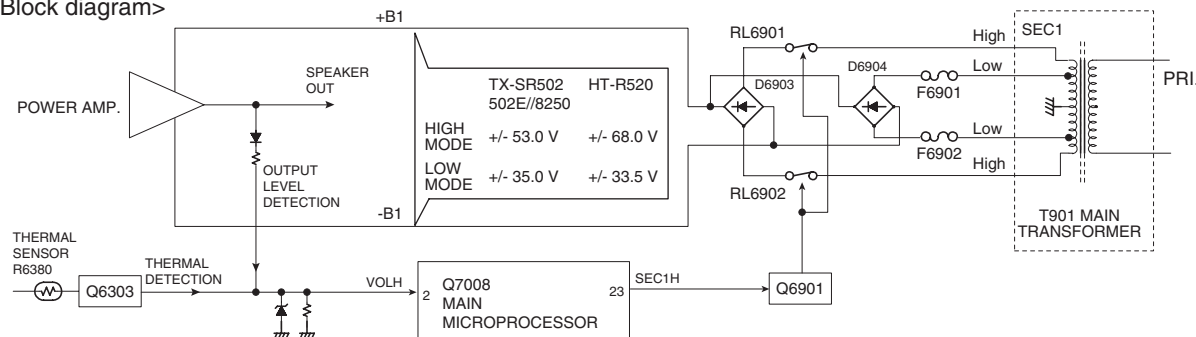 Block diagram>
+B1
RL6901
High
SEC1
Low
D6904
D6903
F6901
PRI.
SPEAKER
OUT
POWER AMP.
TX-SR502 HT-R520
502E//8250
HIGH
MODE +/- 53.0 V +/- 68.0 V
LOW
MODE +/- 35.0 V +/- 33.5 V
Low
F6902
High
RL6902
OUTPUT
LEVEL
DETECTION
-B1
T901 MAIN
TRANSFORMER
THERMAL
SENSOR
R6380
THERMAL
DETECTION
Q6303
VOLH
2
Q7008
MAIN
MICROPROCESSOR
23
SEC1H
Q6901